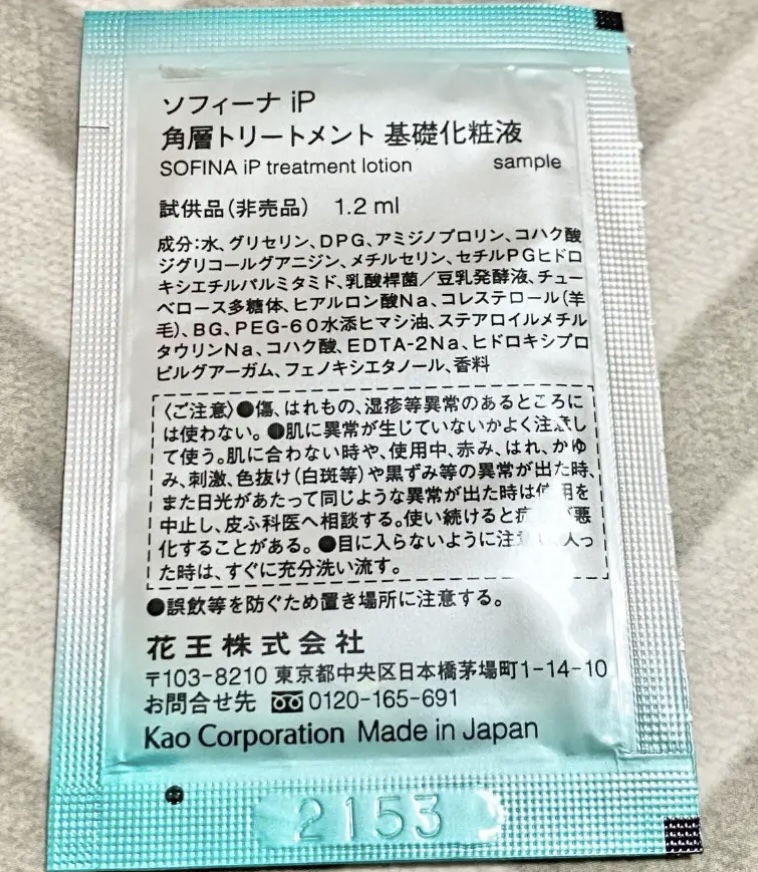 ソフィーナ iP
角層トリートメント 基礎化粧液
SOFINA iP treatment lotion sample
試供品(非売品) 1.2 ml
成分:水、グリセリン、DPG、アミジノプロリン、コハク酸
ジグリコールグアニジン、メチルセリン、セチルPGヒドロ
キシエチルパルミタミド、乳酸桿菌/豆乳発酵液、チュー
ベロース多糖体、ヒアルロン酸Na、コレステロール(羊
毛)、BG、PEG-60水添ヒマシ油、ステアロイルメチル
タウリンNa、コハク酸、EDTA-2Na、ヒドロキシプロ
ピルグアーガム、フェノキシエタノール、香料
〈ご注意〉●傷、はれもの、湿疹等異常のあるところに
は使わない。●肌に異常が生じていないかよく注意し
て使う。肌に合わない時や、使用中、赤み、はれ、かゆ
み、刺激、色抜け(白斑等)や黒ずみ等の異常が出た時、
また日光があたって同じような異常が出た時は使用を
中止し、皮ふ科医へ相談する。使い続けると 悪
化することがある。●目に入らないように注意 入っ
た時は、すぐに充分洗い流す。
●誤飲等を防ぐため置き場所に注意する。
花王株式会社
〒103-8210 東京都中央区日本橋茅場町1-14-10
お問合せ先 0120-165-691
Kao Corporation Made in Japan
2153